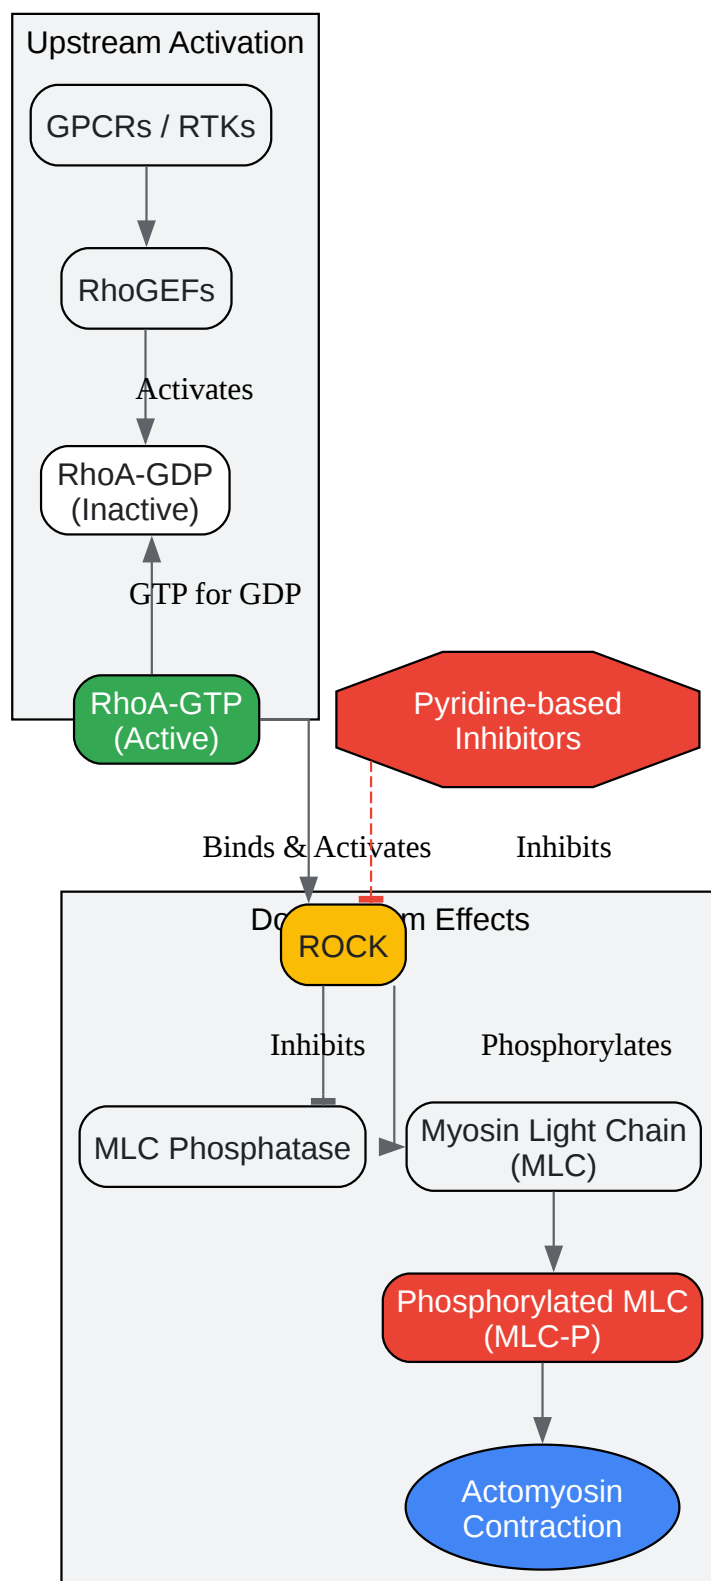 Upstream Activation
GPCRs / RTKs
RhoGEFs
Activates
RhoA-GDP
(Inactive)
GTP for GDP
RhoA-GTP
(Active)
Pyridine-based
Inhibitors
Binds & Activates
Inhibits
Effects
ROCK
Inhibits
Phosphorylates
MLC Phosphatase
Myosin Light Chain
(MLC)
Phosphorylated MLC
(MLC-P)
Actomyosin
Contraction